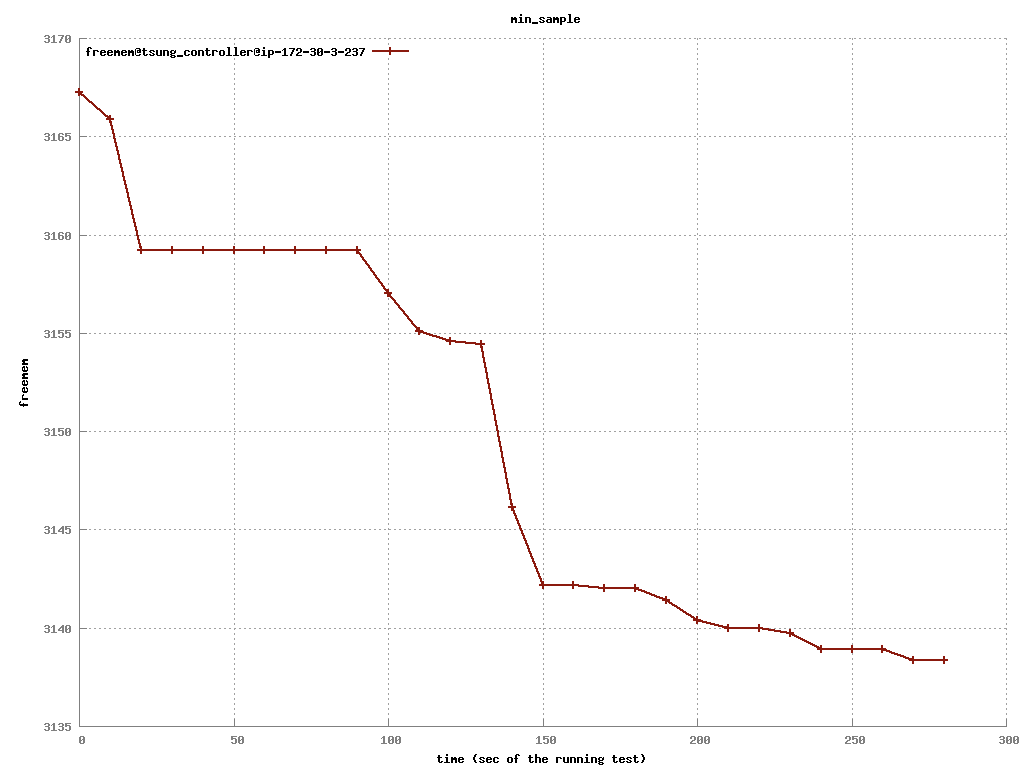 min_sample
freemem@tsung_controller@ip-172-30-3-237
3170
3165
3160
3155
3150
3145
3140
3135
freemem
0 50 100 150 200 250 300
time (sec of the running test)